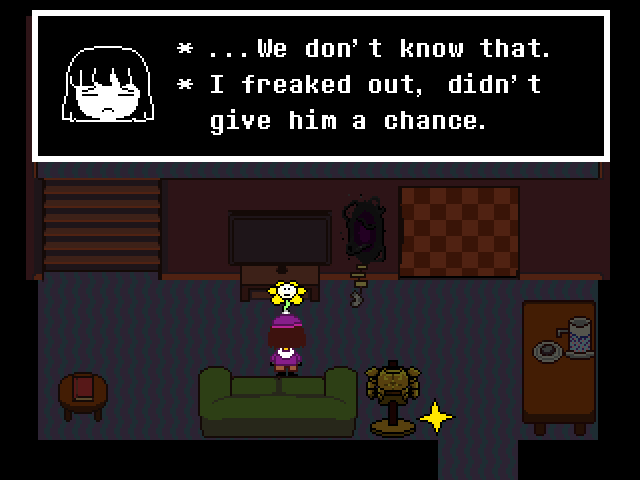 * ...We don't know that.
* I freaked out, didn't
give him a chance.